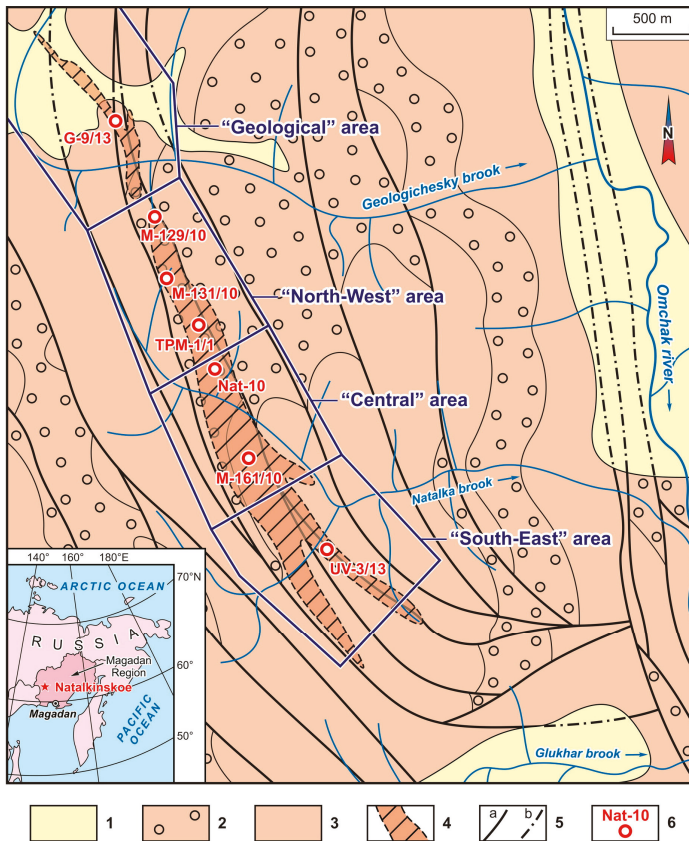 500 m
G-9/13
“Geological” area
N
Geologichesky brook
M-129/10
M-131/10
“North-West” area
TPM-1/1
Omchak river
Nat-10
“Central” area
M-161/10
Natalka brook
“South-East” area
UV-3/13
140° 160° 180°E
70°N
ARCTIC OCEAN
RUSSIA
Magadan
Region
60°
Natalkinskoe
Magadan
PACIFIC
OCEAN
50°
Glukhar brook
1 2 3 4 a b 5 Nat-10 6